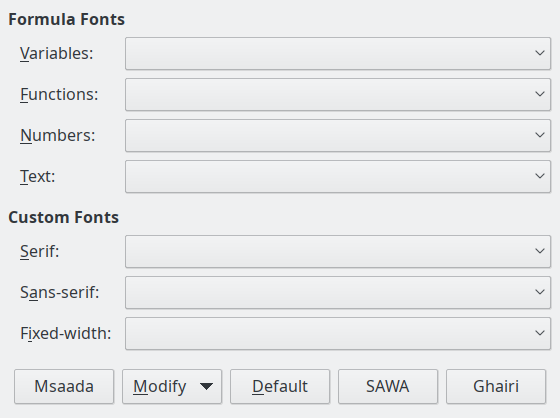 Formula Fonts
Variables:
Functions:
Numbers:
Text:
Custom Fonts
Serif:
Sans-serif:
Fixed-width:
Msaada Modify Default SAWA Ghairi